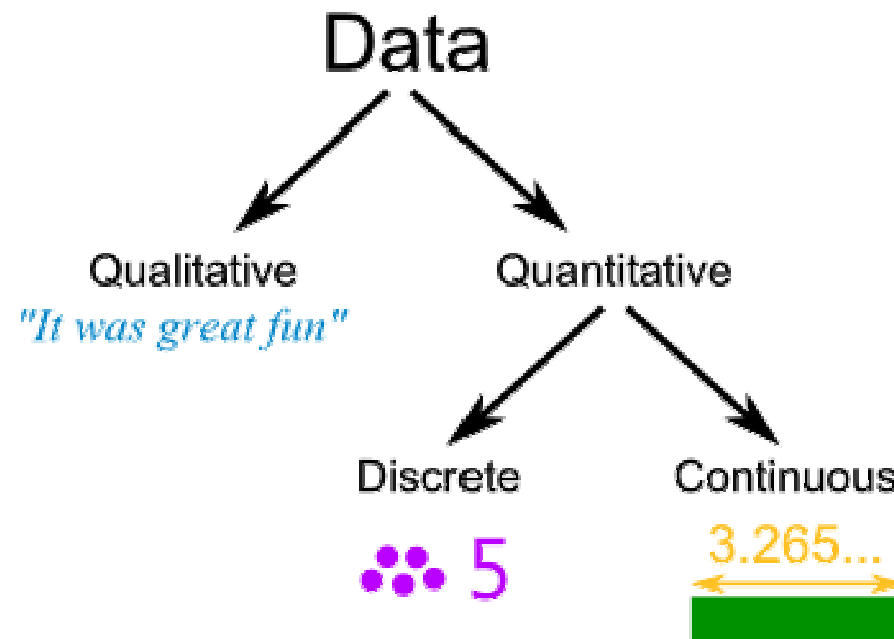 Data
Qualitative Quantitative
"It was great fun"
Discrete Continuous
5 3.265...